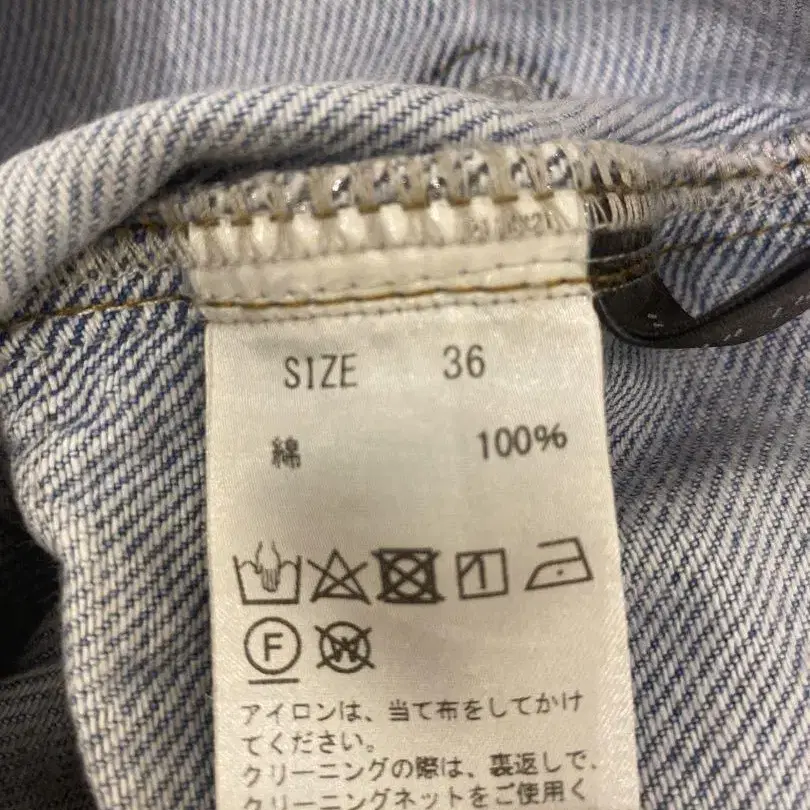 SIZE 36
綿 100%
F
W
アイロンは、当て布をしてかけ
てください。
クリーニングの際は、裏返しで、
クリーニングネットをご使用く